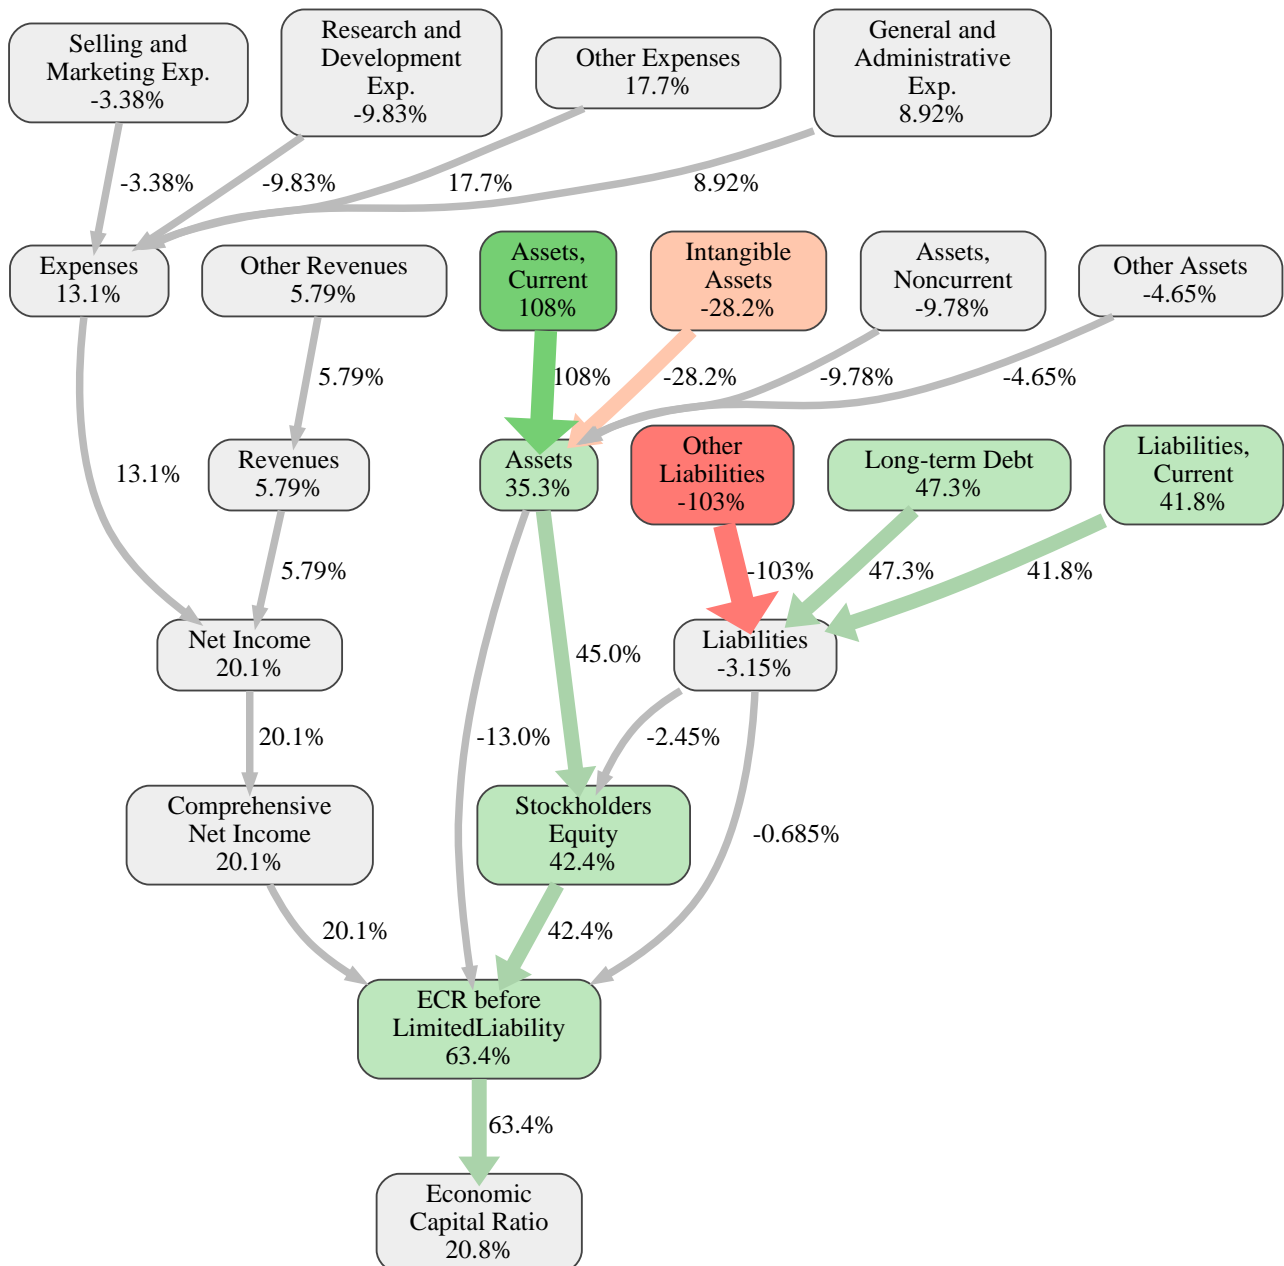 Selling and
Marketing Exp.
-3.38%
Research and
Development
Exp.
-9.83%
Other Expenses
17.7%
General and
Administrative
Exp.
8.92%
-3.38%
-9.83%
17.7%
8.92%
Expenses
13.1%
Other Revenues
5.79%
Assets,
Current
108%
Intangible
Assets
-28.2%
Assets,
Noncurrent
-9.78%
Other Assets
-4.65%
5.79%
108%
-28.2%
-9.78%
-4.65%
13.1%
Revenues
5.79%
Assets
35.3%
Other
Liabilities
-103%
Long-term Debt
47.3%
Liabilities,
Current
41.8%
5.79%
-103%
47.3%
41.8%
Net Income
20.1%
45.0%
Liabilities
-3.15%
20.1%
-13.0%
-2.45%
Comprehensive
Net Income
20.1%
Stockholders
Equity
42.4%
-0.685%
20.1%
42.4%
ECR before
LimitedLiability
63.4%
63.4%
Economic
Capital Ratio
20.8%